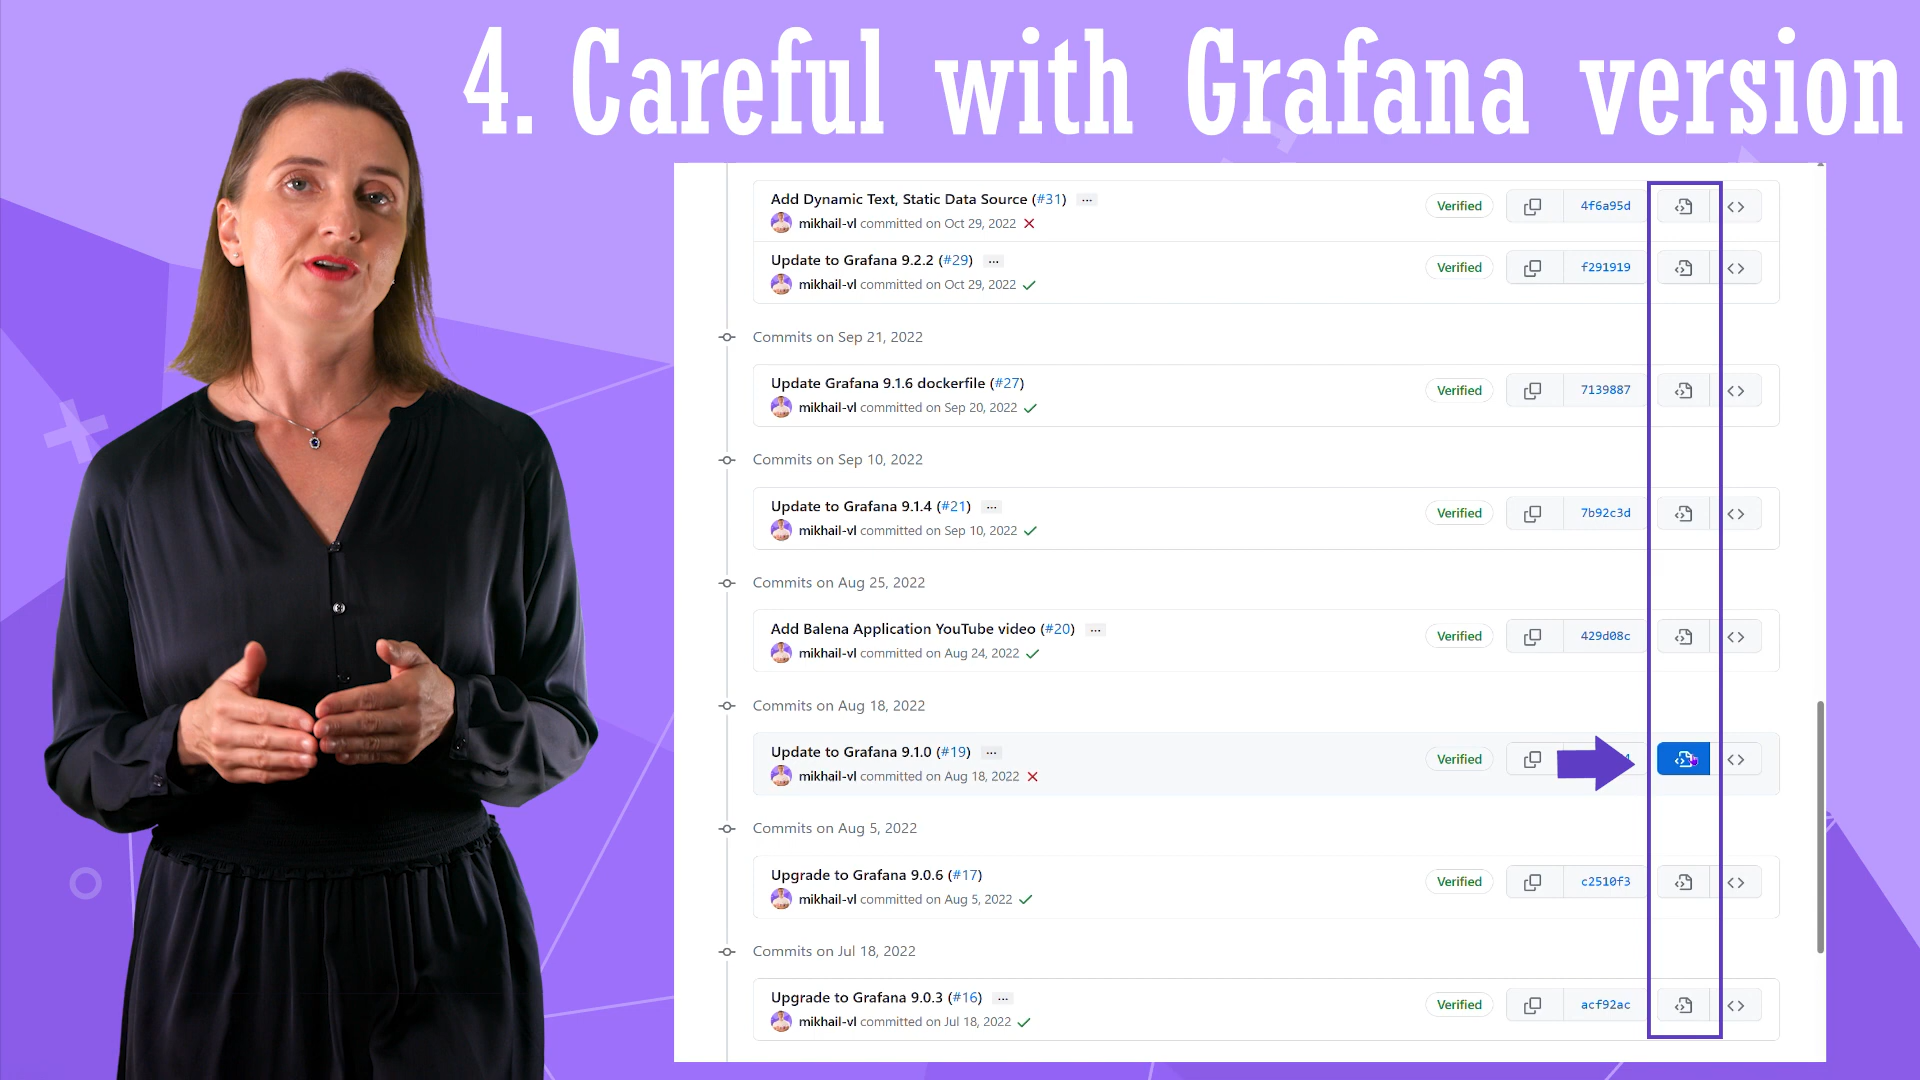 4. Careful with Grafana version
Add Dynamic Text, Static Data Source (#31) ...
Verified
4f6a95d
mikhail-vl committed on Oct 29, 2022
Update to Grafana 9.2.2 (#29) ...
Verified
f291919
mikhail-vl committed on Oct 29, 2022
Commits on Sep 21, 2022
Update Grafana 9.1.6 dockerfile (#27)
Verified
7139887
mikhail-vl committed on Sep 20, 2022
Commits on Sep 10, 2022
Update to Grafana 9.1.4 (#21) ...
Verified
7b92c3d
mikhail-vl committed on Sep 10, 2022
Commits on Aug 25, 2022
Add Balena Application YouTube video (#20) ...
Verified
429d08c
mikhail-vl committed on Aug 24, 2022
Commits on Aug 18, 2022
Update to Grafana 9.1.0 (#19) ...
Verified
mikhail-vl committed on Aug 18, 2022
Commits on Aug 5, 2022
Upgrade to Grafana 9.0.6 (#17)
Verified
c2510f3
mikhail-vl committed on Aug 5, 2022
Commits on Jul 18, 2022
Upgrade to Grafana 9.0.3 (#16) ...
Verified
acf92ac
mikhail-vl committed on Jul 18, 2022